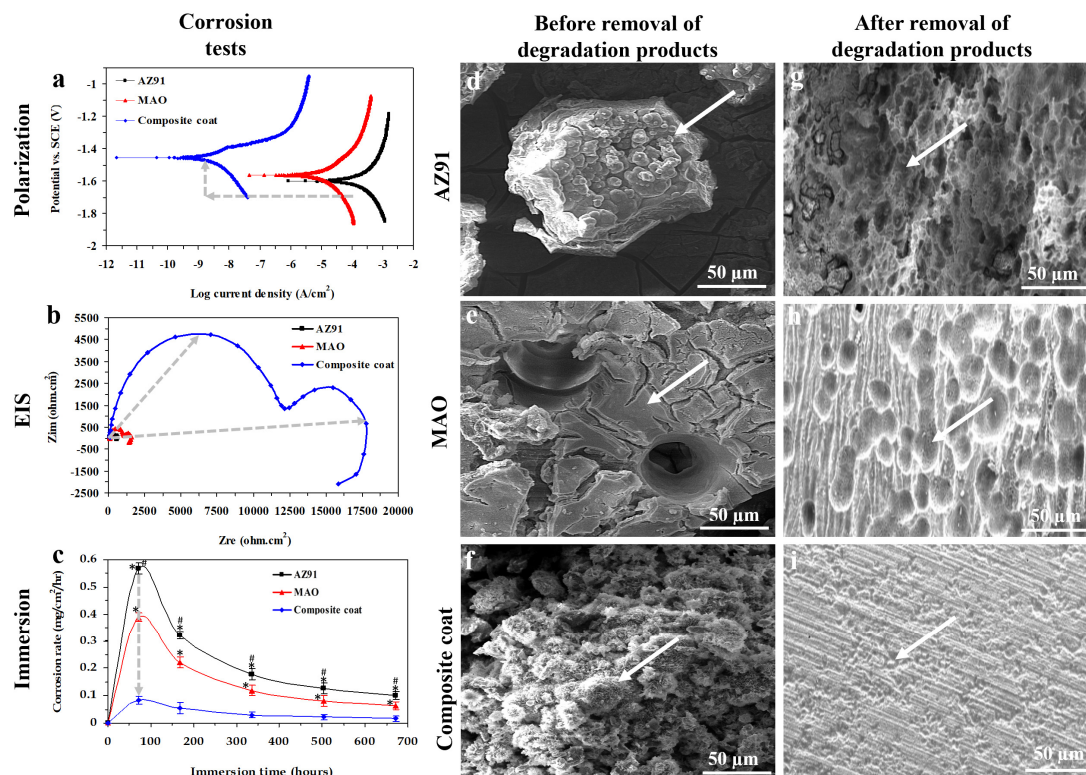 Corrosion
tests
Before removal of
degradation products
After removal of
degradation products
Polarization
a
AZ91
MAO
Composite coat
Potential vs. SCE (V)
-1
-1.2
-1.4
-1.6
-1.8
-2
-12 -11 -10 -9 -8 -7 -6 -5 -4 -3 -2
Log current density (A/cm²)
AZ91
d
50 µm
g
50 µm
EIS
b
AZ91
MAO
Composite coat
Zim (ohm.cm)
5500
4500
3500
2500
1500
500
-500
-1500
-2500
0 2500 5000 7500 10000 12500 15000 17500 20000
Zre (ohm.cm²)
MAO
e
50 µm
h
50 µm
Immersion
c
AZ91
MAO
Composite coat
Corrosion rate (mg/cm²/hr)
0.6
0.5
0.4
0.3
0.2
0.1
0
* #
*
#
*
*
#
*
*
#
*
*
#
*
*
0 100 200 300 400 500 600 700
Immersion time (hours)
Composite coat
f
50 µm
i
50 µm